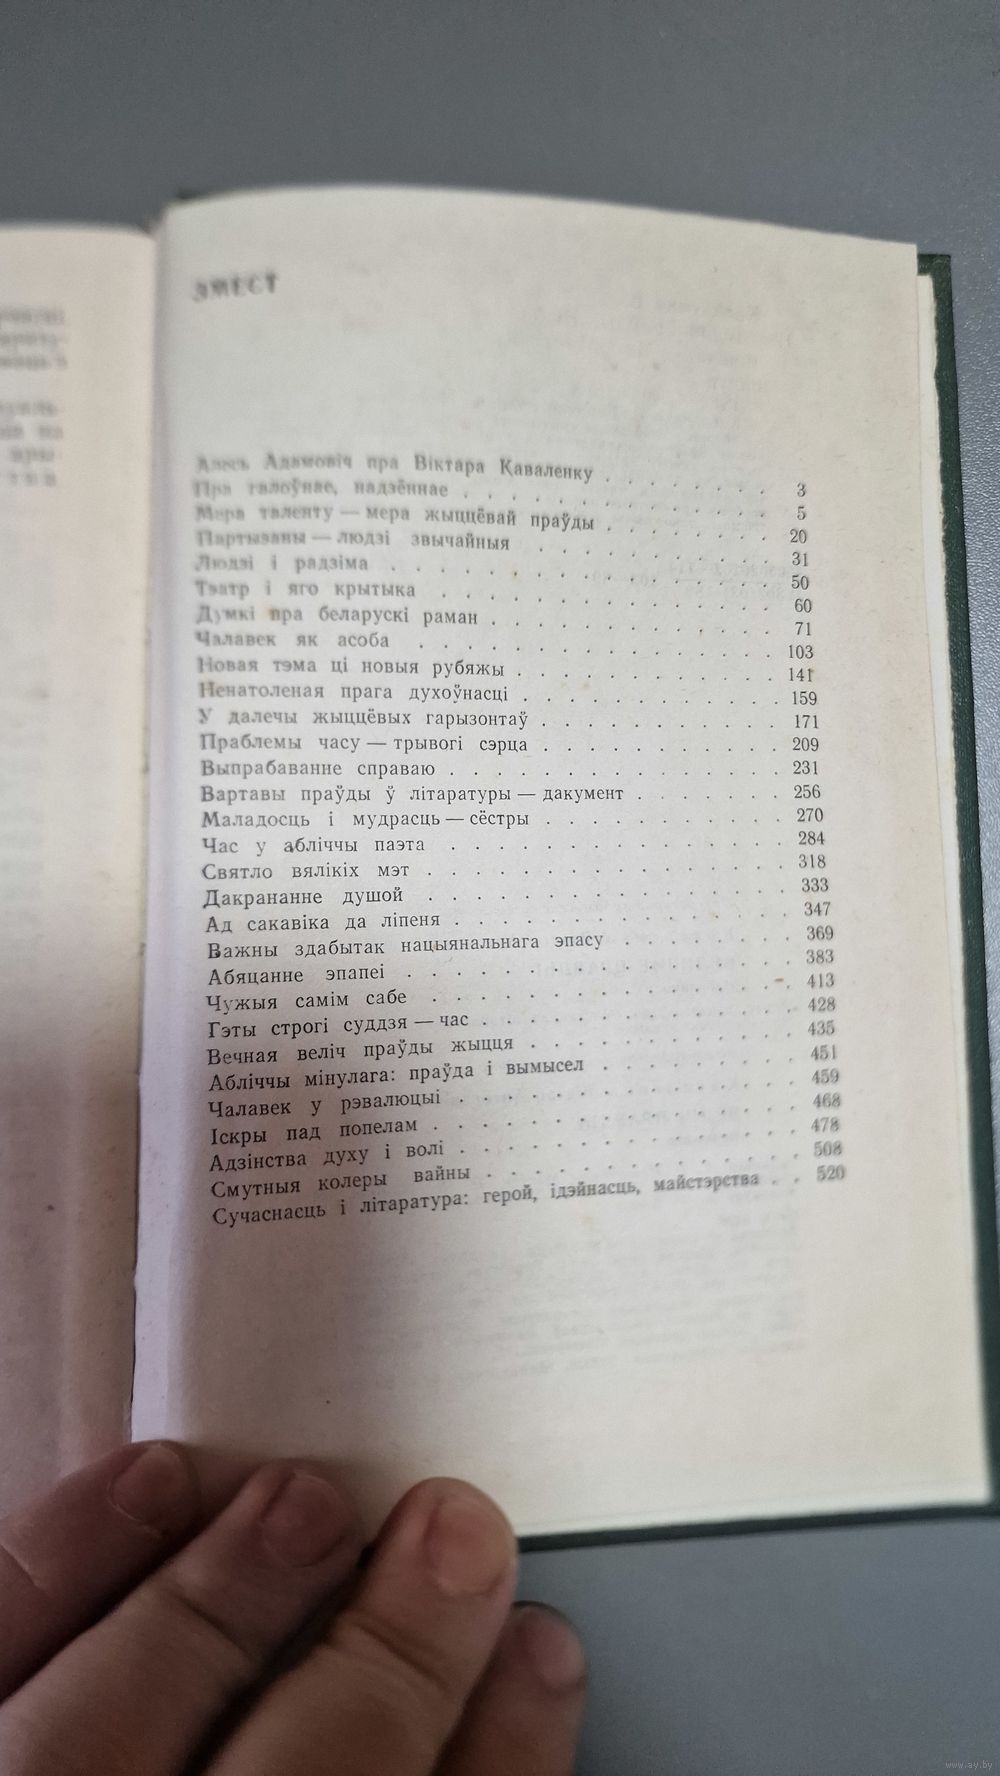 ЗМЕСТ
Алесь Адамовіч пра Віктара Каваленку . . . . . . . 3
Пра галоўнае, надзённае . . . . . . . . . . . 5
Мера таленту — мера жыццёвай праўды . . . . . . . 20
Партызаны — людзі звычайныя . . . . . . . . . 31
Людзі і радзіма . . . . . . . . . . . . . 50
Тэатр і яго крытыка . . . . . . . . . . . . 60
Думкі пра беларускі раман . . . . . . . . . . 71
Чалавек як асоба . . . . . . . . . . . . . 103
Новая тэма ці новыя рубяжы . . . . . . . . . . 141
Ненатоленая прага духоўнасці . . . . . . . . . . 159
У далечы жыццёвых гарызонтаў . . . . . . . . . 171
Праблемы часу — трывогі сэрца . . . . . . . . . 209
Выпрабаванне справаю . . . . . . . . . . . . 231
Вартавы праўды ў літаратуры — дакумент . . . . . . 256
Маладосць і мудрасць — сёстры . . . . . . . . . 270
Час у абліччы паэта . . . . . . . . . . . . 284
Святло вялікіх мэт . . . . . . . . . . . . . 318
Дакрананне душой . . . . . . . . . . . . . 333
Ад сакавіка да ліпеня . . . . . . . . . . . . 347
Важны здабытак нацыянальнага эпасу . . . . . . . 369
Абяцанне эпапеі . . . . . . . . . . . . . . 383
Чужыя самім сабе . . . . . . . . . . . . . 413
Гэты строгі суддзя — час . . . . . . . . . . . 428
Вечная веліч праўды жыцця . . . . . . . . . . 435
Абліччы мінулага: праўда і вымысел . . . . . . . . 451
Чалавек у рэвалюцыі . . . . . . . . . . . . 459
Іскры пад попелам . . . . . . . . . . . . . 468
Адзінства духу і волі . . . . . . . . . . . . 478
Смутныя колеры вайны . . . . . . . . . . . 508
Сучаснасць і літаратура: герой, ідэйнасць, майстэрства . . 520
www.ay.by